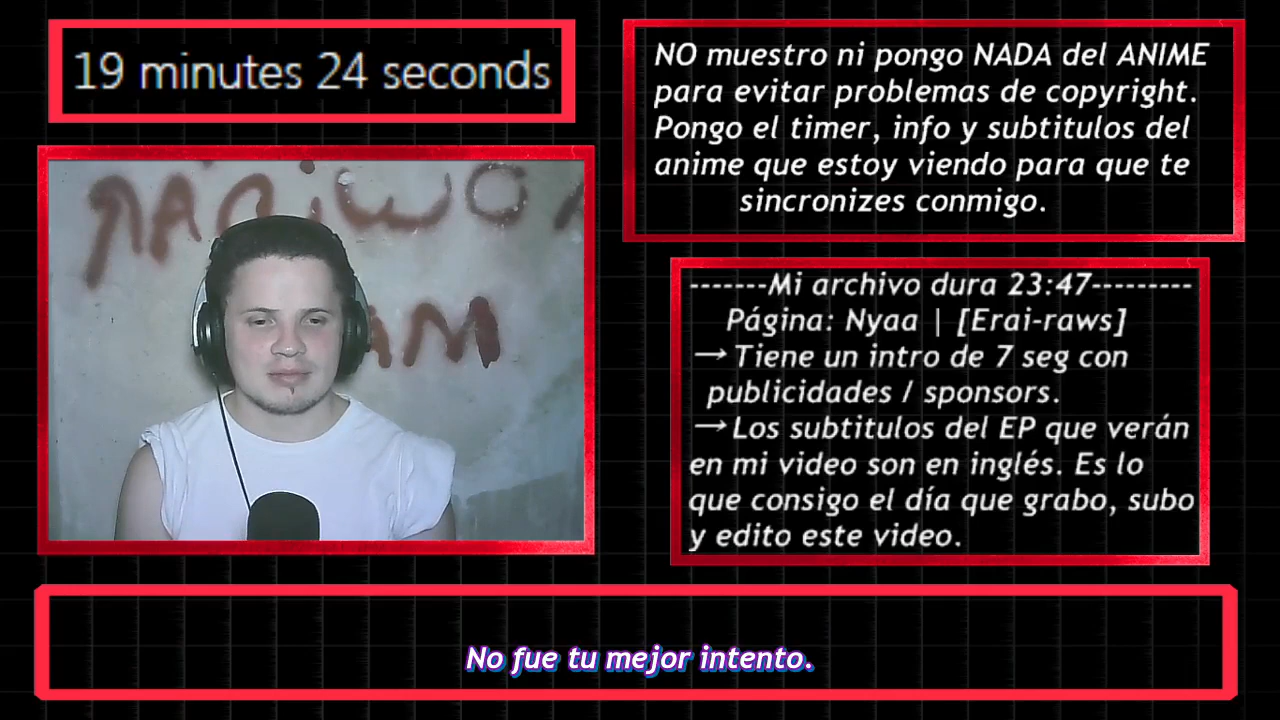 19 minutes 24 seconds
NO muestro ni pongo NADA del ANIME
para evitar problemas de copyright.
Pongo el timer, info y subtitulos del
anime que estoy viendo para que te
sincronizes conmigo.
-------Mi archivo dura 23:47---------
Página: Nyaa | [Erai-raws]
→ Tiene un intro de 7 seg con
publicidades / sponsors.
→ Los subtitulos del EP que verán
en mi video son en inglés. Es lo
que consigo el día que grabo, subo
y edito este video.
No fue tu mejor intento.